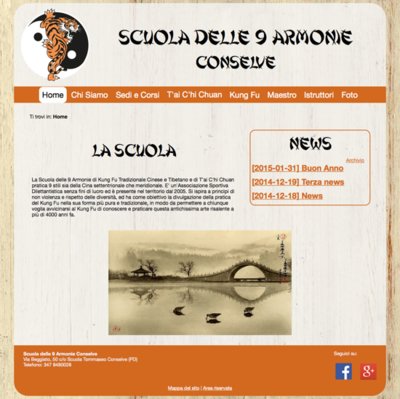 SCUOLA DELLE 9 ARMONIE
CONSELVE
Home Chi Siamo Sedi e Corsi T'ai C'hi Chuan Kung Fu Maestro Istruttori Foto
Ti trovi in: Home
LA SCUOLA
La Scuola delle 9 Armonie di Kung Fu Tradizionale Cinese e Tibetano e di T'ai C'hi Chuan
pratica 9 stili sia della Cina settentrionale che meridionale. E' un'Associazione Sportiva
Dilettantistica senza fini di lucro ed è presente nel territorio dal 2005. Si ispira a principi di
non violenza e rispetto delle diversità, ed ha come obiettivo la divulgazione della pratica
del Kung Fu nella sua forma più pura e tradizionale, in modo da permettere a chiunque
voglia avvicinarsi al Kung Fu di conoscere e praticare questa antichissima arte risalente a
più di 4000 anni fa.
NEWS
Archivio
[2015-01-31] Buon Anno
[2014-12-19] Terza news
[2014-12-18] News
Scuola delle 9 Armonie Conselve
Via Reggiato, 50 c/o Scuola Tommaseo Conselve (PD)
Telefono: 347 8480026
Seguici su:
Mappa del sito | Area riservata